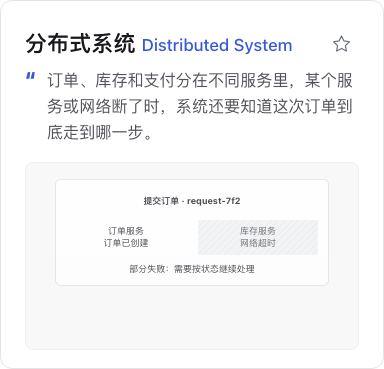 分布式系统 Distributed System
“ 订单、库存和支付分在不同服务里，某个服
务或网络断了时，系统还要知道这次订单到
底走到哪一步。
提交订单 · request-7f2
订单服务 库存服务
订单已创建 网络超时
部分失败：需要按状态继续处理